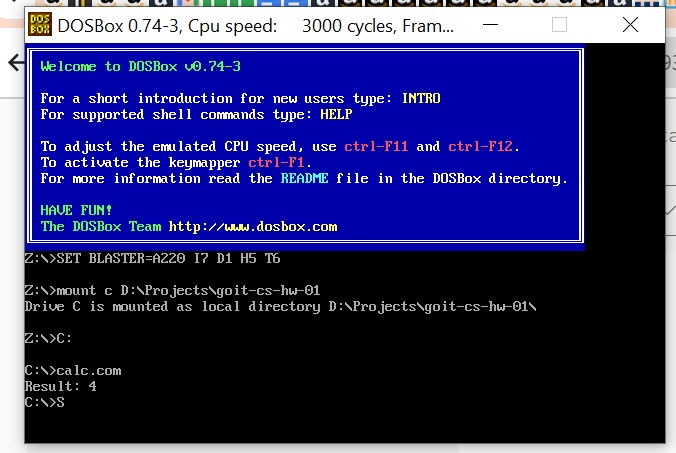 DOS
BOX
DOSBox 0.74-3, Cpu speed: 3000 cycles, Fram...
Welcome to DOSBox v0.74-3
For a short introduction for new users type: INTRO
For supported shell commands type: HELP
To adjust the emulated CPU speed, use ctrl-F11 and ctrl-F12.
To activate the keymapper ctrl-F1.
For more information read the README file in the DOSBox directory.
HAVE FUN!
The DOSBox Team http://www.dosbox.com
Z:\>SET BLASTER=A220 I7 D1 H5 T6
Z:\>mount c D:\Projects\goit-cs-hw-01
Drive C is mounted as local directory D:\Projects\goit-cs-hw-01\
Z:\>C:
C:\>calc.com
Result: 4
C:\>S